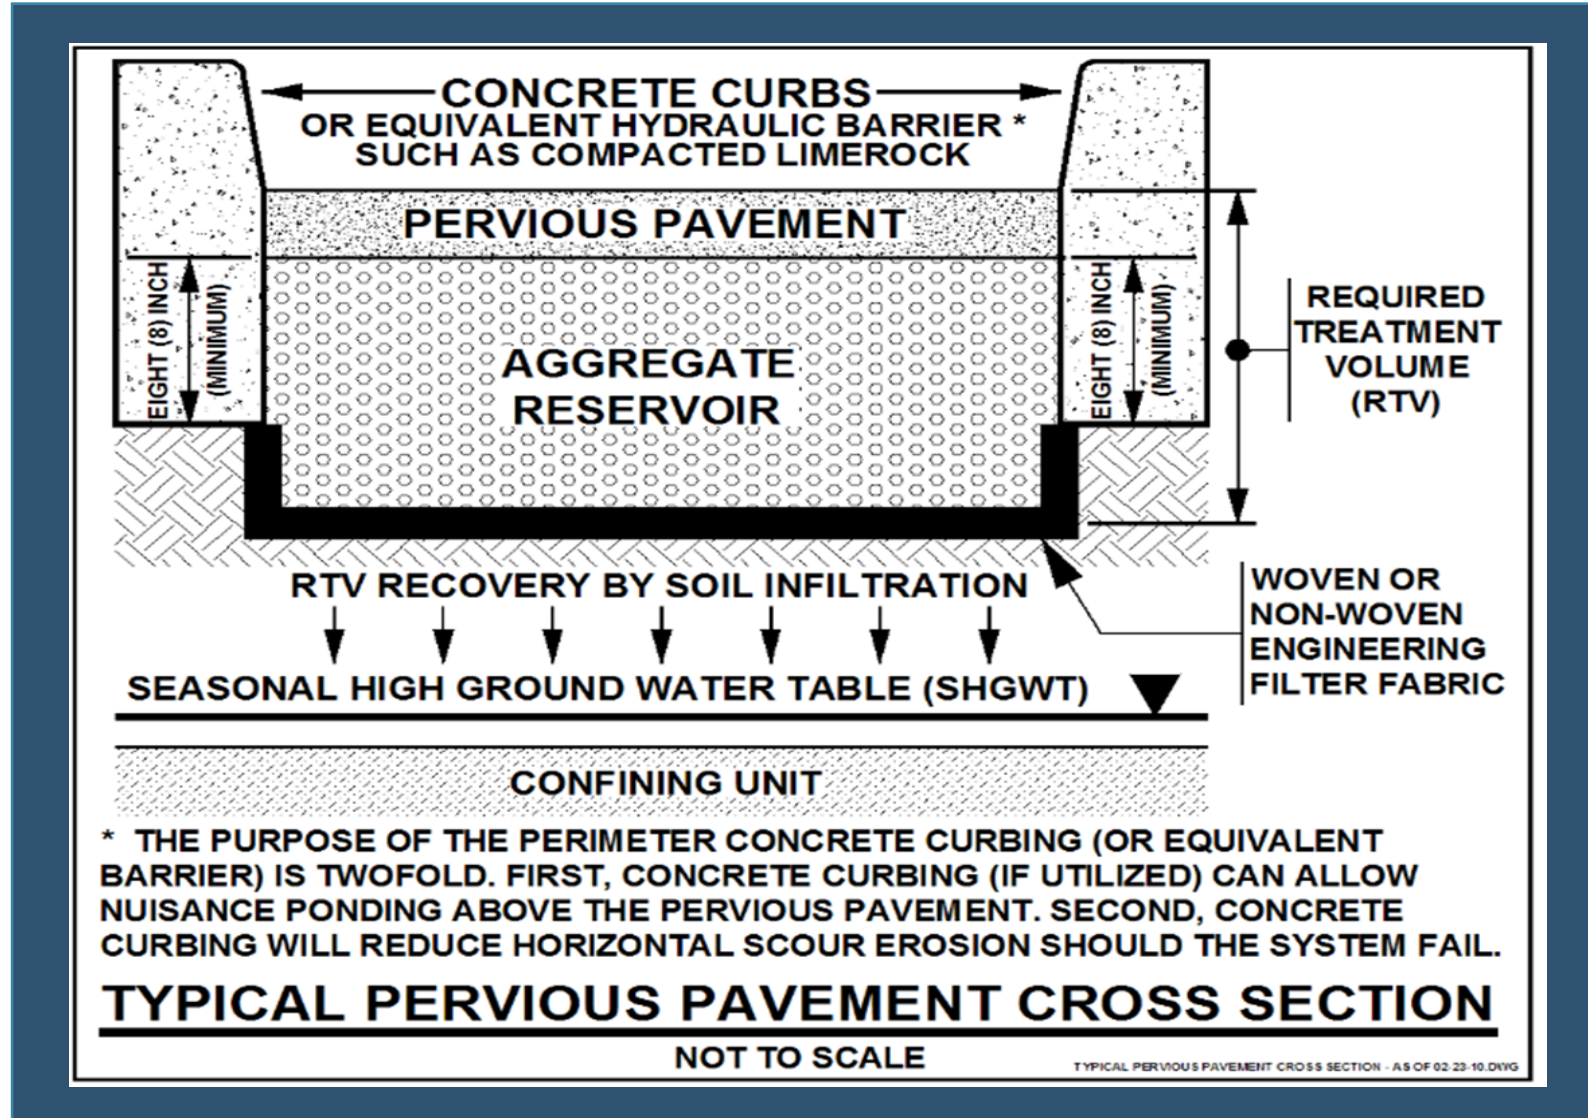 CONCRETE CURBS
OR EQUIVALENT HYDRAULIC BARRIER *
SUCH AS COMPACTED LIMEROCK
PERVIOUS PAVEMENT
EIGHT (8) INCH
(MINIMUM)
AGGREGATE
RESERVOIR
EIGHT (8) INCH
(MINIMUM)
REQUIRED
TREATMENT
VOLUME
(RTV)
RTV RECOVERY BY SOIL INFILTRATION
WOVEN OR
NON-WOVEN
ENGINEERING
FILTER FABRIC
SEASONAL HIGH GROUND WATER TABLE (SHGWT)
CONFINING UNIT
* THE PURPOSE OF THE PERIMETER CONCRETE CURBING (OR EQUIVALENT
BARRIER) IS TWOFOLD. FIRST, CONCRETE CURBING (IF UTILIZED) CAN ALLOW
NUISANCE PONDING ABOVE THE PERVIOUS PAVEMENT. SECOND, CONCRETE
CURBING WILL REDUCE HORIZONTAL SCOUR EROSION SHOULD THE SYSTEM FAIL.
TYPICAL PERVIOUS PAVEMENT CROSS SECTION
NOT TO SCALE
TYPICAL PERVIOUS PAVEMENT CROSS SECTION - AS OF 02-23-10.DWG